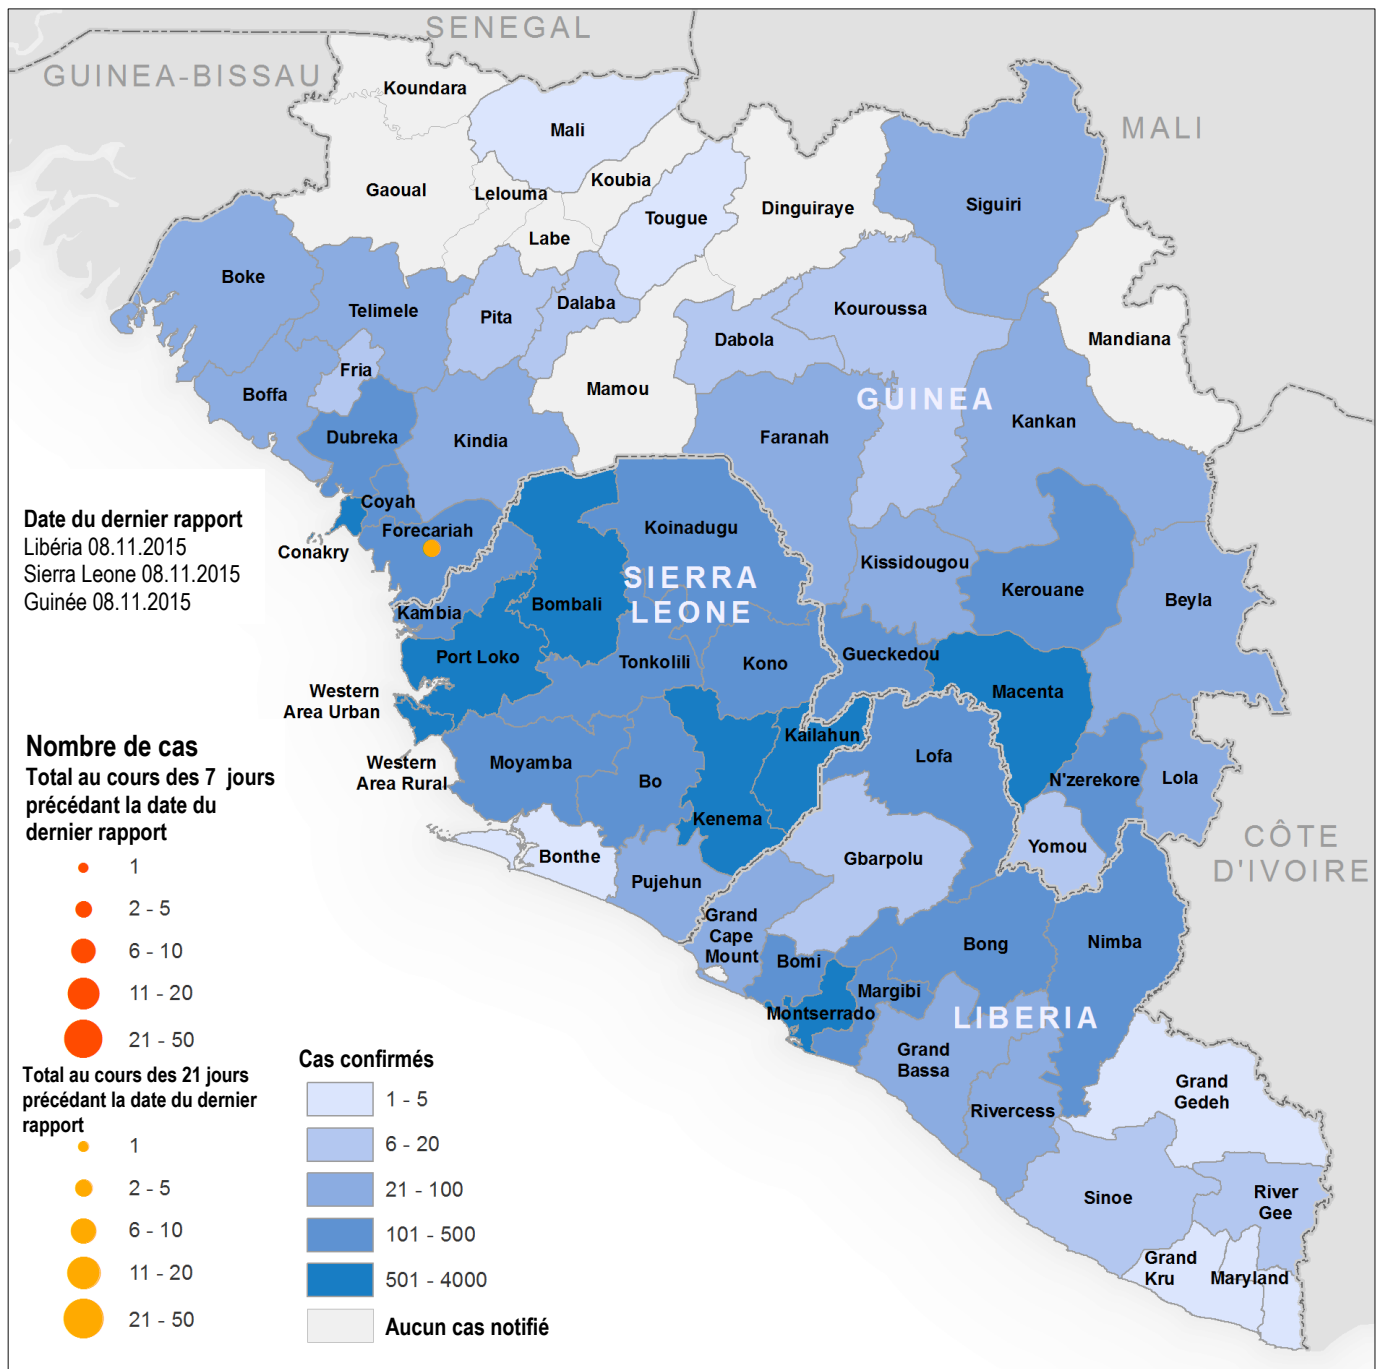 SENEGAL
GUINEA-BISSAU
MALI
Koundara
Mali
Gaoual
Lelouma
Koubia
Labe
Tougue
Dinguiraye
Siguiri
Boke
Telimele
Pita
Dalaba
Kouroussa
Dabola
Mandiana
Fria
Boffa
Mamou
GUINEA
Kankan
Dubreka
Kindia
Faranah
Coyah
Forecariah
Conakry
Koinadugu
Kissidougou
Kerouane
Beyla
SIERRA
LEONE
Kambia
Bombali
Port Loko
Tonkolili
Kono
Gueckedou
Macenta
Western
Area Urban
Kailahun
Lofa
Western
Area Rural
Moyamba
Bo
N'zerekore
Lola
Kenema
Yomou
CÔTE
D'IVOIRE
Bonthe
Pujehun
Gbarpolu
Grand
Cape
Mount
Bomi
Bong
Nimba
Margibi
Montserrado
LIBERIA
Grand
Bassa
Rivercess
Grand
Gedeh
Sinoe
River
Gee
Grand
Kru
Maryland
Date du dernier rapport
Libéria 08.11.2015
Sierra Leone 08.11.2015
Guinée 08.11.2015
Nombre de cas
Total au cours des 7 jours
précédant la date du
dernier rapport
1
2 - 5
6 - 10
11 - 20
21 - 50
Total au cours des 21 jours
précédant la date du dernier
rapport
1
2 - 5
6 - 10
11 - 20
21 - 50
Cas confirmés
1 - 5
6 - 20
21 - 100
101 - 500
501 - 4000
Aucun cas notifié